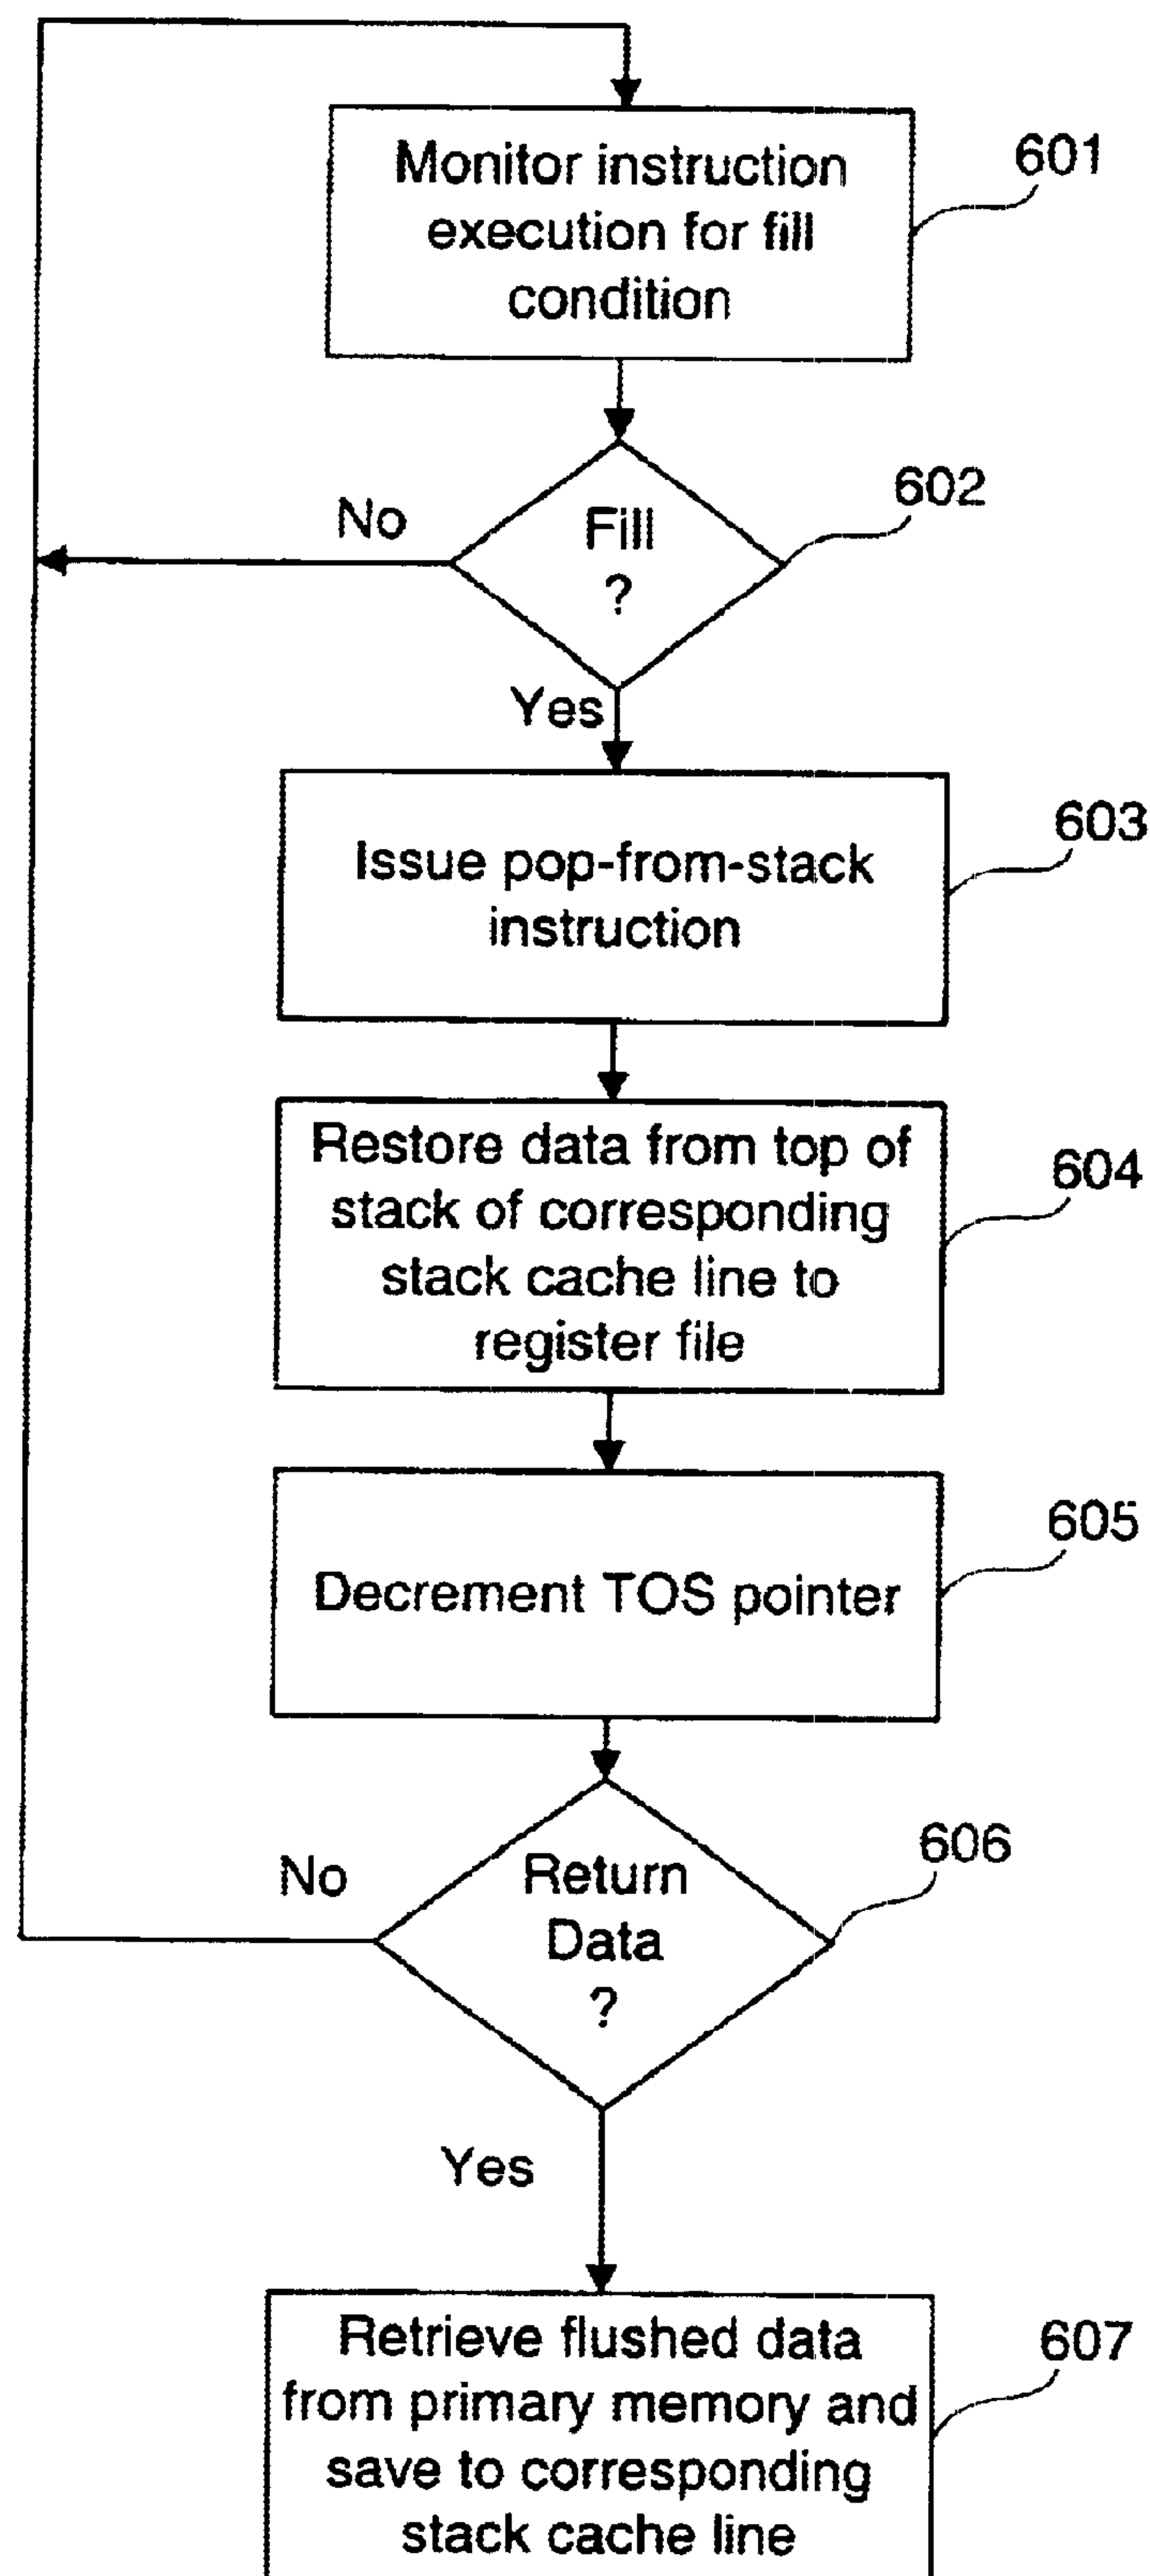 Monitor instruction
execution for fill
condition
601
Fill
?
602
No
Yes
Issue pop-from-stack
instruction
603
Restore data from top of
stack of corresponding
stack cache line to
register file
604
Decrement TOS pointer
605
Return
Data
?
606
No
Yes
Retrieve flushed data
from primary memory and
save to corresponding
stack cache line
607